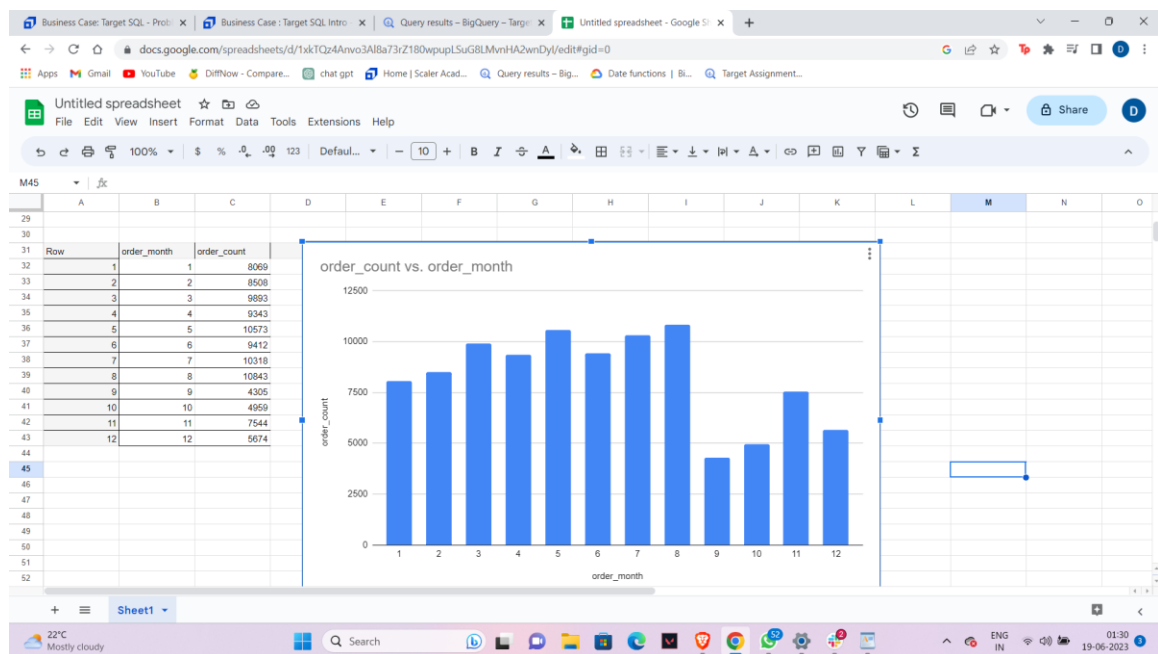 Business Case: Target SQL - Prob
Business Case : Target SQL Intro
Query results – BigQuery – Targe
Untitled spreadsheet - Google Sh
docs.google.com/spreadsheets/d/1xkTQz4Anvo3Al8a73rZ180wpupLSuG8LMvnHA2wnDyI/edit#gid=0
Apps Gmail YouTube DiffNow - Compare... chat gpt Home | Scaler Acad... Query results – Big... Date functions | Bi... Target Assignment...
Untitled spreadsheet
File Edit View Insert Format Data Tools Extensions Help
Share
D
100% $ % .0 .00 123 Defaul... 10 B I A
M45 fx
A B C D E F G H I J K L M N O
29
30
31 Row order_month order_count
32 1 1 8069
33 2 2 8508
34 3 3 9893
35 4 4 9343
36 5 5 10573
37 6 6 9412
38 7 7 10318
39 8 8 10843
40 9 9 4305
41 10 10 4959
42 11 11 7544
43 12 12 5674
44
45
46
47
48
49
50
51
52
order_count vs. order_month
12500
10000
7500
5000
2500
0
order_count
1 2 3 4 5 6 7 8 9 10 11 12
order_month
Sheet1
22°C
Mostly cloudy
Search
52
2
ENG
IN
01:30
19-06-2023
3